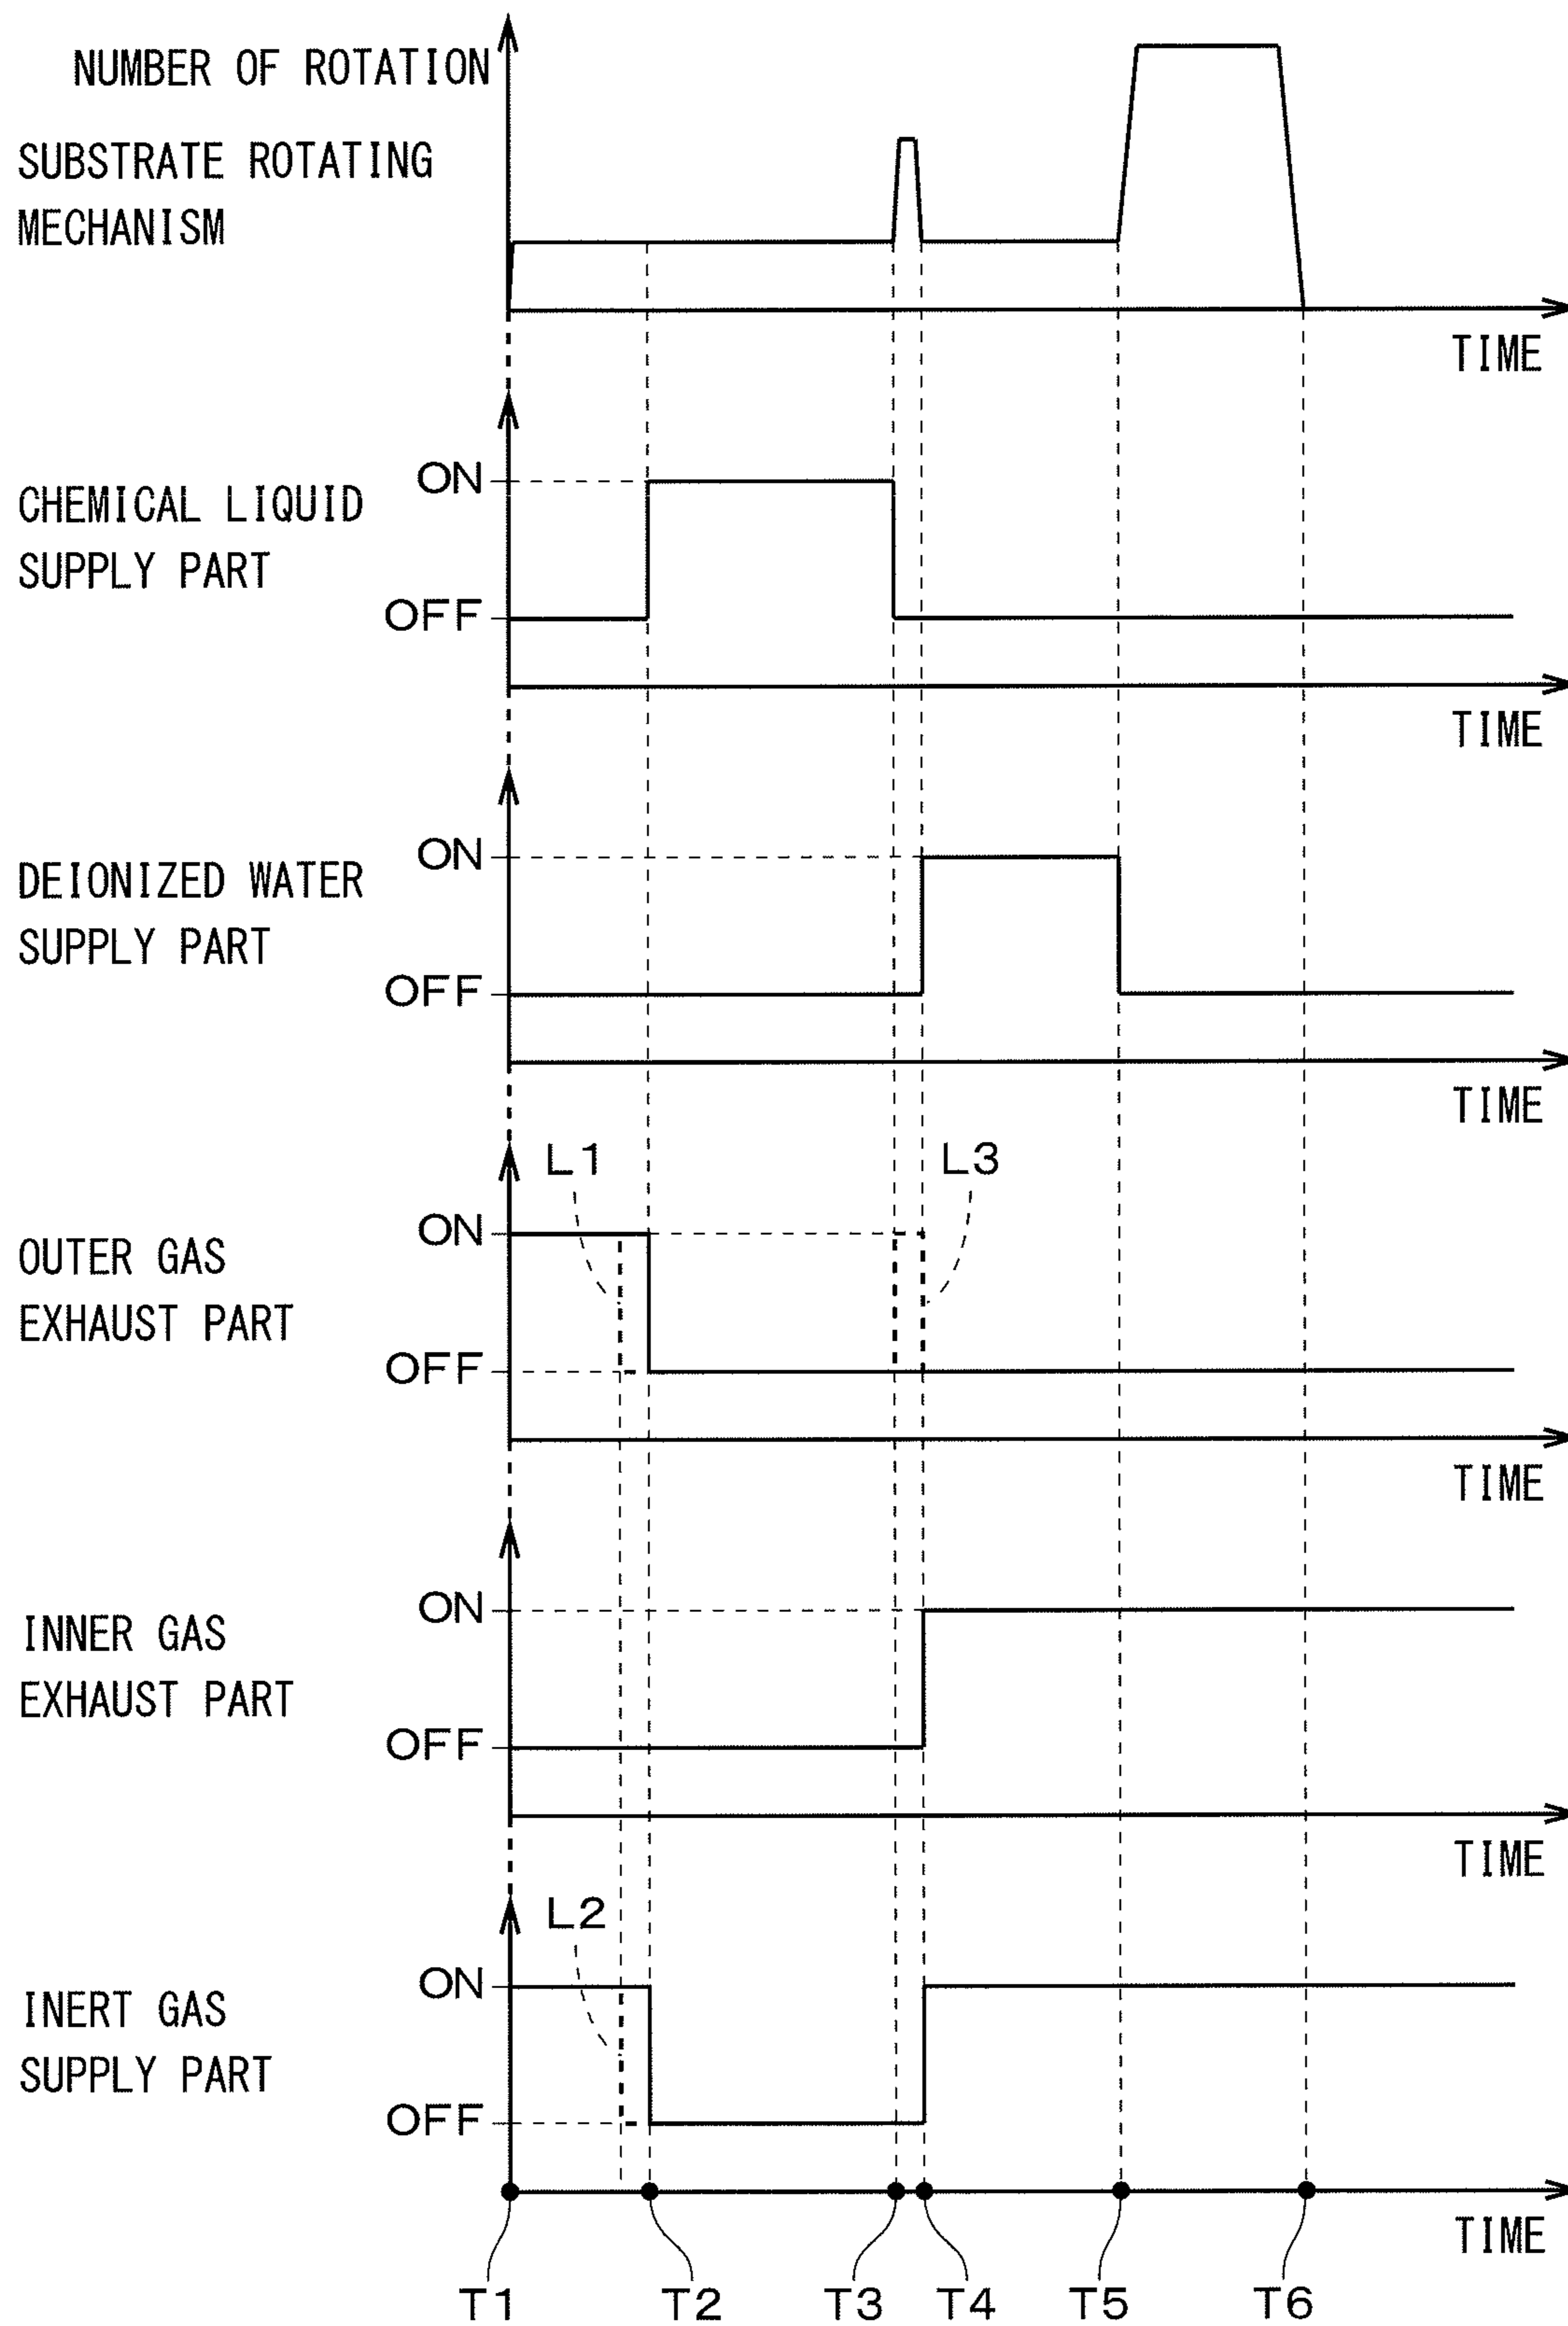 NUMBER OF ROTATION
SUBSTRATE ROTATING
MECHANISM
TIME
CHEMICAL LIQUID
SUPPLY PART
ON
OFF
TIME
DEIONIZED WATER
SUPPLY PART
ON
OFF
TIME
OUTER GAS
EXHAUST PART
L1
L3
ON
OFF
TIME
INNER GAS
EXHAUST PART
ON
OFF
TIME
INERT GAS
SUPPLY PART
L2
ON
OFF
TIME
T1 T2 T3 T4 T5 T6